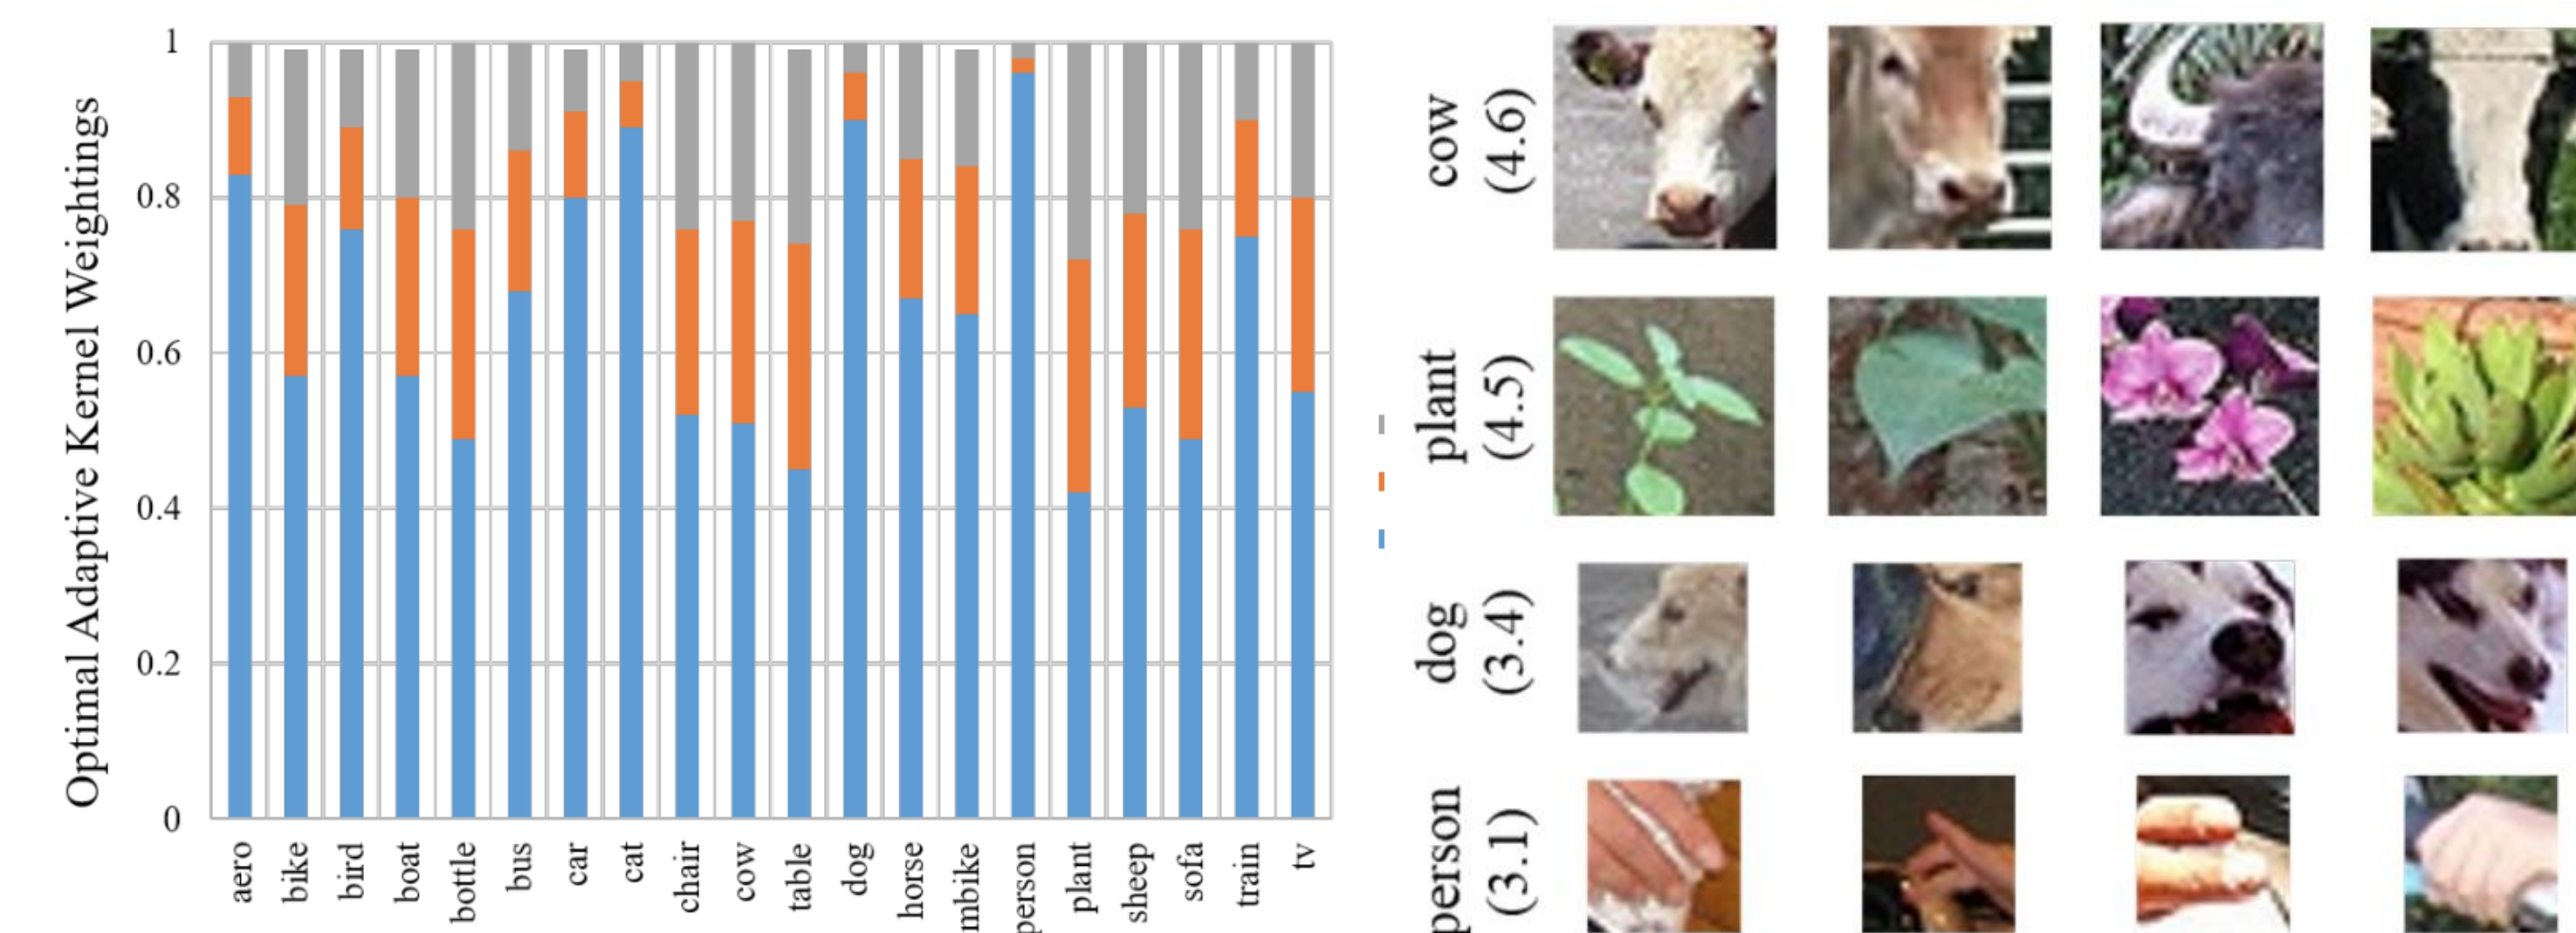 Optimal Adaptive Kernel Weightings
1
0.8
0.6
0.4
0.2
0
aero
bike
bird
boat
bottle
bus
car
cat
chair
cow
table
dog
horse
mbike
person
plant
sheep
sofa
train
tv
cow
(4.6)
plant
(4.5)
dog
(3.4)
person
(3.1)